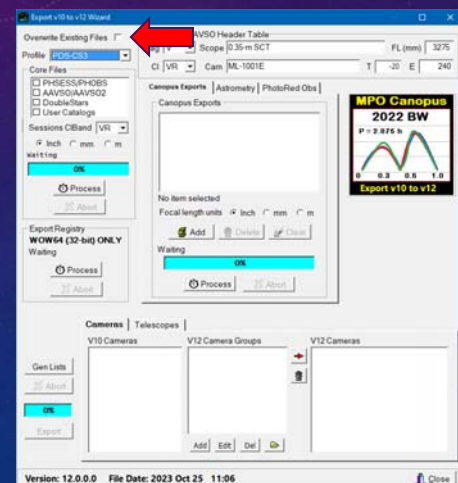 Export v10 to v12 Wizard
Overwrite Existing Files
AVSO Header Table
V Scope 0.35-m SCT FL (mm) 3275
Profile PDS-CS3
CI VR Cam ML-1001E T -20 E 240
Core Files
PHSESS/PHOBS
AAVSO/AAVSO2
DoubleStars
User Catalogs
Sessions CIBand VR
Inch mm m
Waiting
0%
Process
Abort
Export Registry
WOW64 (32-bit) ONLY
Waiting
Process
Abort
Canopus Exports Astrometry PhotoRed Obs
Canopus Exports
No item selected
Focal length units Inch mm m
Add Delete Clear
Waiting
0%
Process Abort
MPO Canopus
2022 BW
P = 2.875 h
0 0.3 0.5 1.0
Export v10 to v12
Cameras Telescopes
V10 Cameras V12 Camera Groups V12 Cameras
Gen Lists
Abort
0%
Export
Add Edit Del
Version: 12.0.0.0 File Date: 2023 Oct 25 11:06 Close